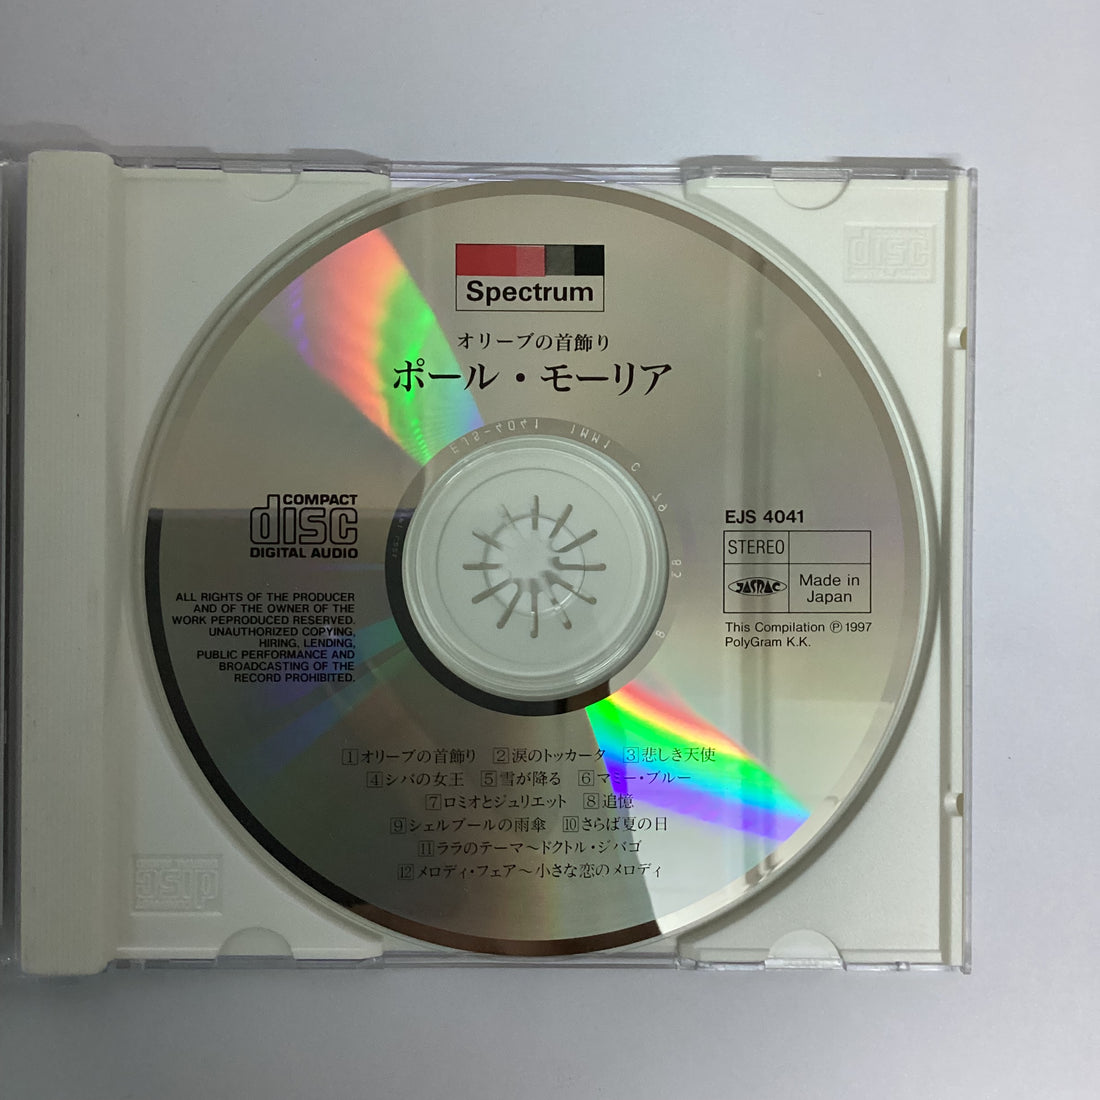 Spectrum
オリーブの首飾り
ポール・モーリア
EJS-4041 1MM1
COMPACT
disc
DIGITAL AUDIO
EJS 4041
STEREO
JASRAC
Made in
Japan
This Compilation ℗ 1997
PolyGram K.K.
ALL RIGHTS OF THE PRODUCER
AND OF THE OWNER OF THE
WORK PEPRODUCED RESERVED.
UNAUTHORIZED COPYING,
HIRING, LENDING,
PUBLIC PERFORMANCE AND
BROADCASTING OF THE
RECORD PROHIBITED.
1 オリーブの首飾り 2 涙のトッカータ 3 悲しき天使
4 シバの女王 5 雪が降る 6 マミー・ブルー
7 ロミオとジュリエット 8 追憶
9 シェルブールの雨傘 10 さらば夏の日
11 ララのテーマ〜ドクトル・ジバゴ
12 メロディ・フェア〜小さな恋のメロディ
disc
disc